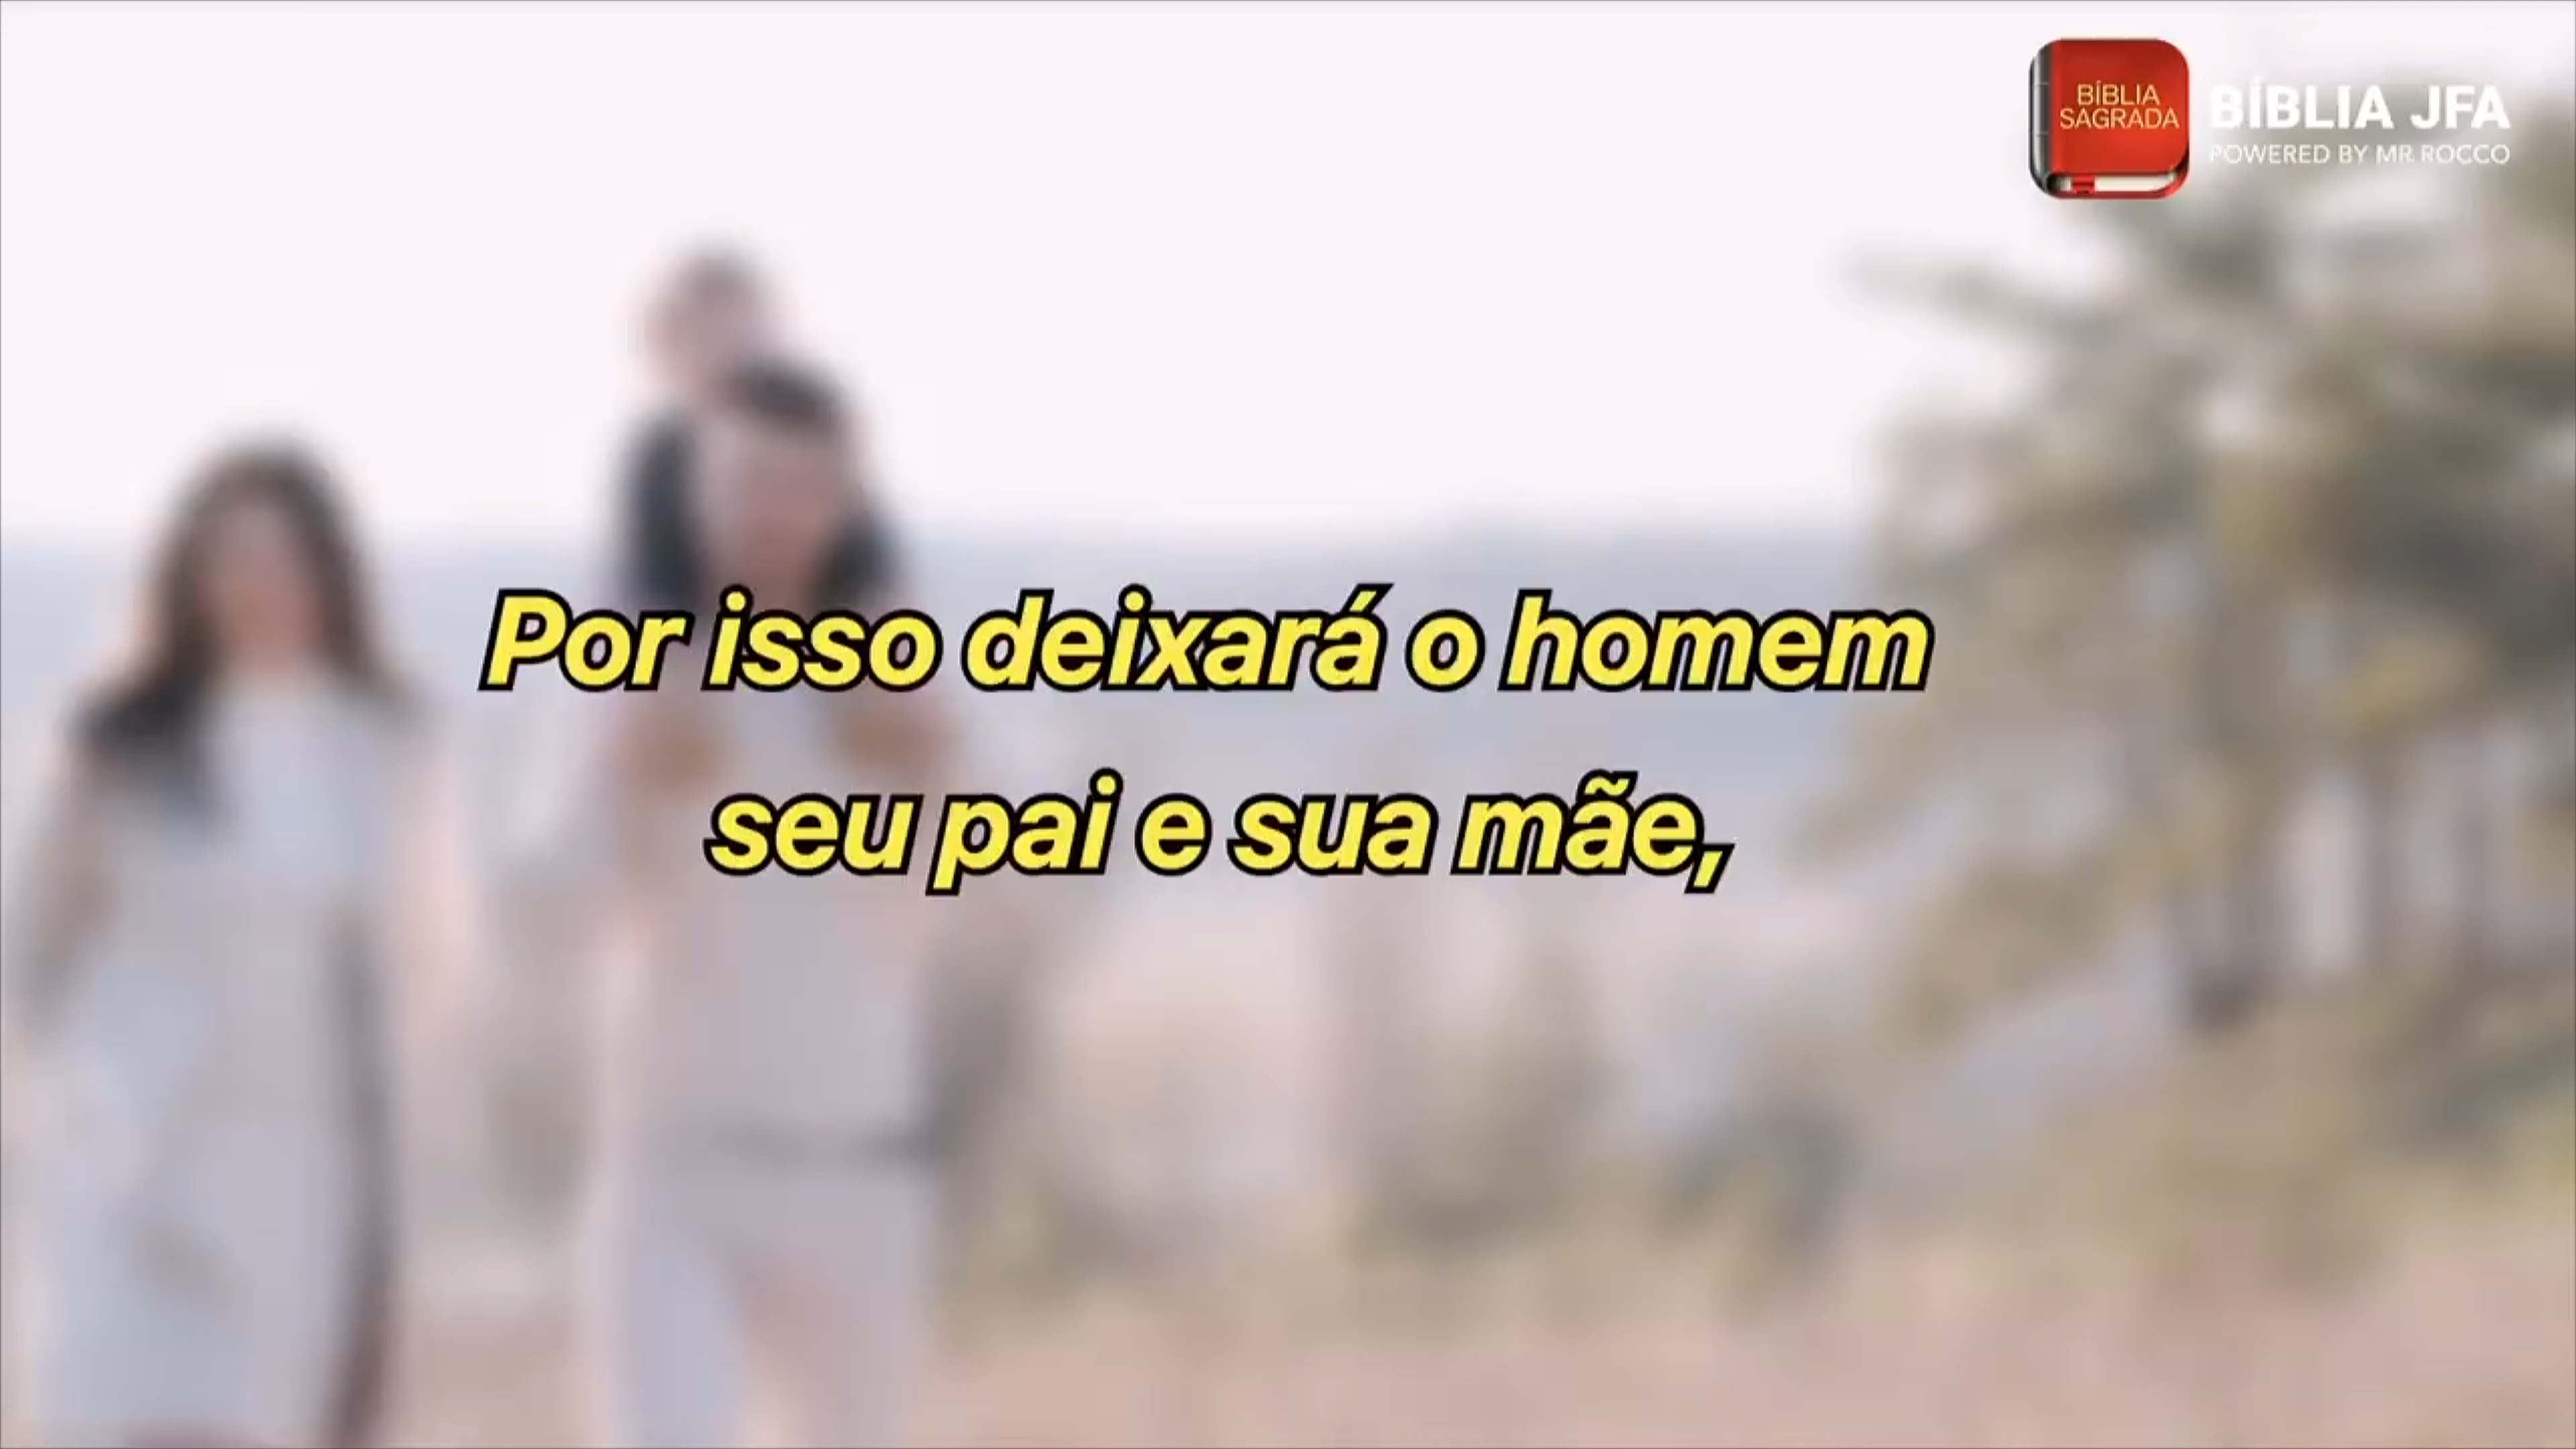 BÍBLIA
SAGRADA
BÍBLIA JFA
POWERED BY MR ROCCO
Por isso deixará o homem
seu pai e sua mãe,